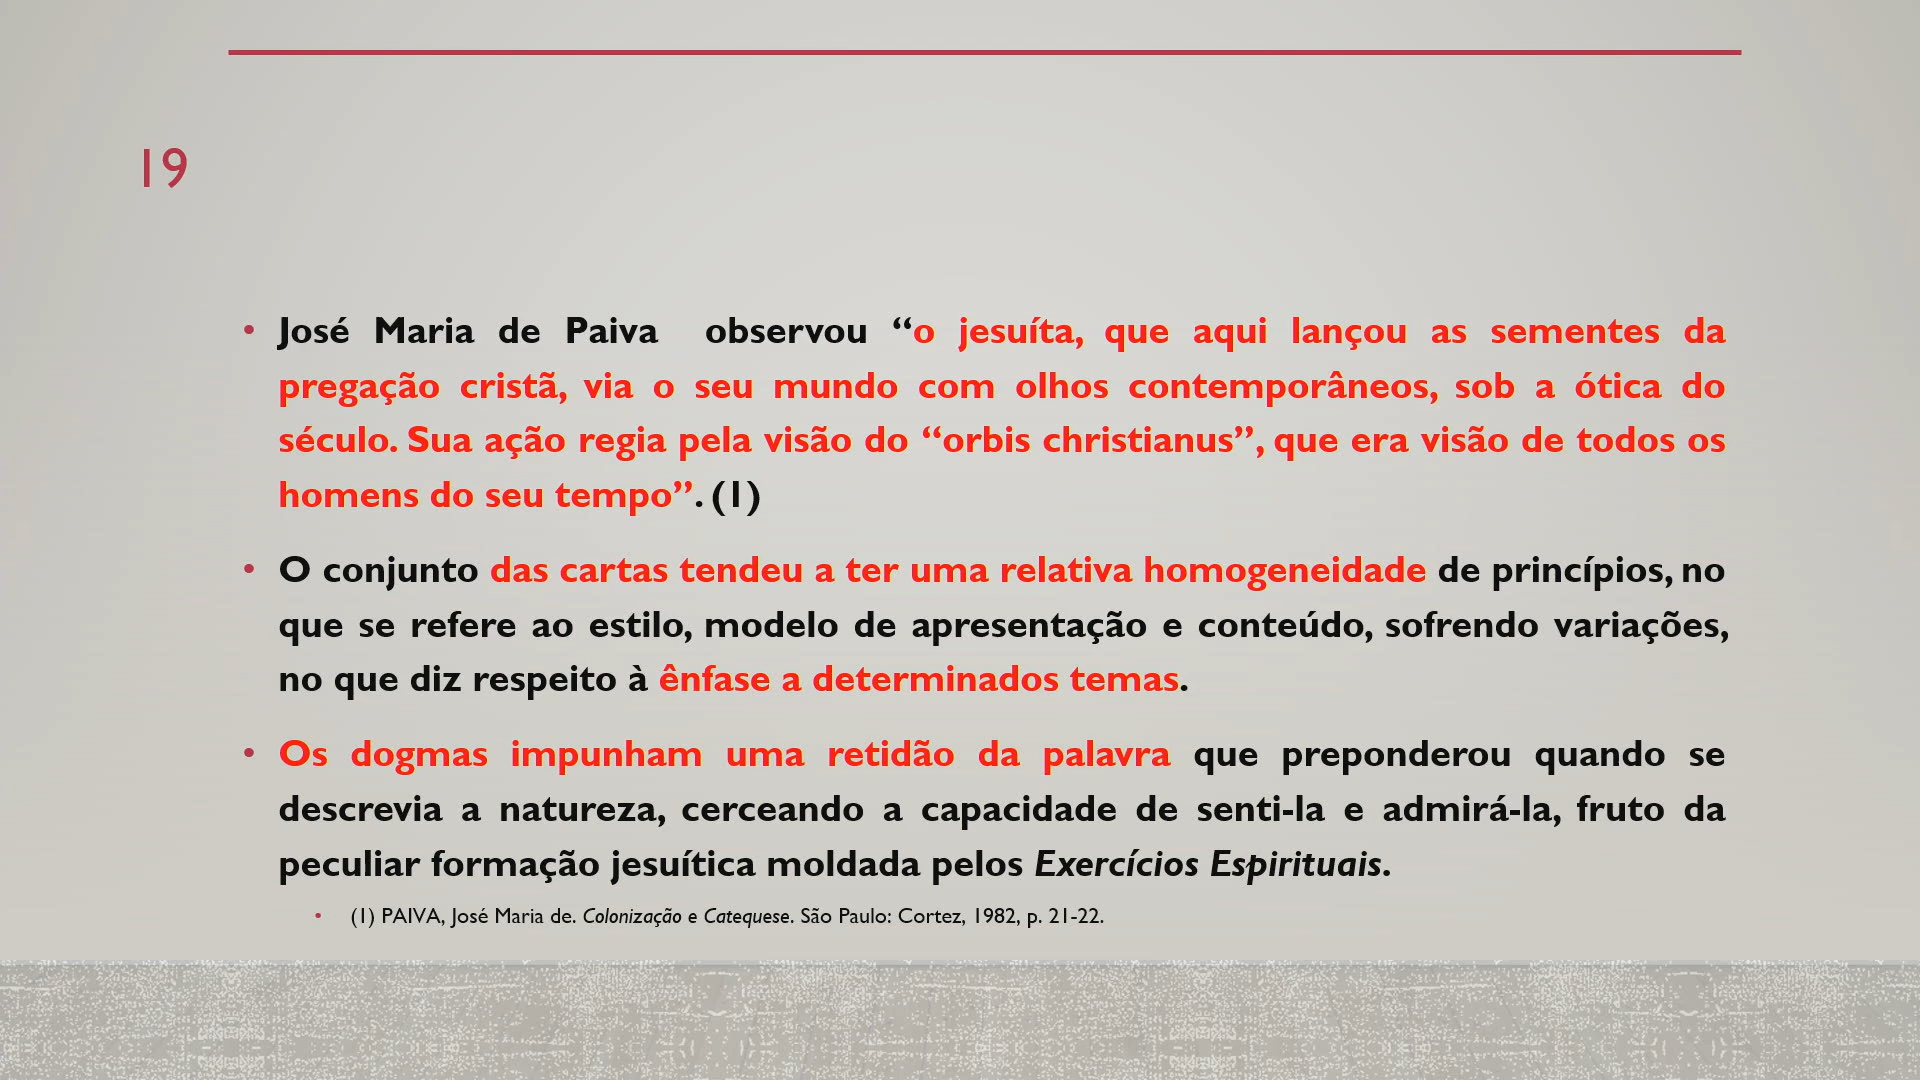 19
• José Maria de Paiva  observou “o jesuíta, que aqui lançou as sementes da
pregação cristã, via o seu mundo com olhos contemporâneos, sob a ótica do
século. Sua ação regia pela visão do “orbis christianus”, que era visão de todos os
homens do seu tempo”. (1)
• O conjunto das cartas tendeu a ter uma relativa homogeneidade de princípios, no
que se refere ao estilo, modelo de apresentação e conteúdo, sofrendo variações,
no que diz respeito à ênfase a determinados temas.
• Os dogmas impunham uma retidão da palavra que preponderou quando se
descrevia a natureza, cerceando a capacidade de senti-la e admirá-la, fruto da
peculiar formação jesuítica moldada pelos Exercícios Espirituais.
• (1) PAIVA, José Maria de. Colonização e Catequese. São Paulo: Cortez, 1982, p. 21-22.